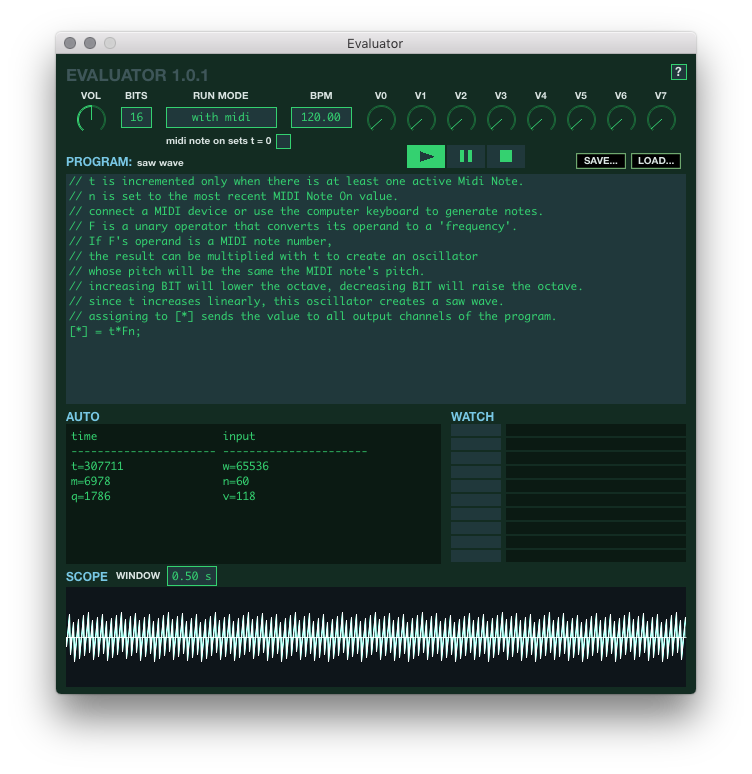 Evaluator
EVALUATOR 1.0.1
?
VOL BITS RUN MODE BPM V0 V1 V2 V3 V4 V5 V6 V7
16 with midi 120.00
midi note on sets t = 0
PROGRAM: saw wave SAVE... LOAD...
// t is incremented only when there is at least one active Midi Note.
// n is set to the most recent MIDI Note On value.
// connect a MIDI device or use the computer keyboard to generate notes.
// F is a unary operator that converts its operand to a 'frequency'.
// If F's operand is a MIDI note number,
// the result can be multiplied with t to create an oscillator
// whose pitch will be the same the MIDI note's pitch.
// increasing BIT will lower the octave, decreasing BIT will raise the octave.
// since t increases linearly, this oscillator creates a saw wave.
// assigning to [*] sends the value to all output channels of the program.
[*] = t*Fn;
AUTO WATCH
time input
---------------------- ----------------------
t=307711 w=65536
m=6978 n=60
q=1786 v=118
SCOPE WINDOW 0.50 s